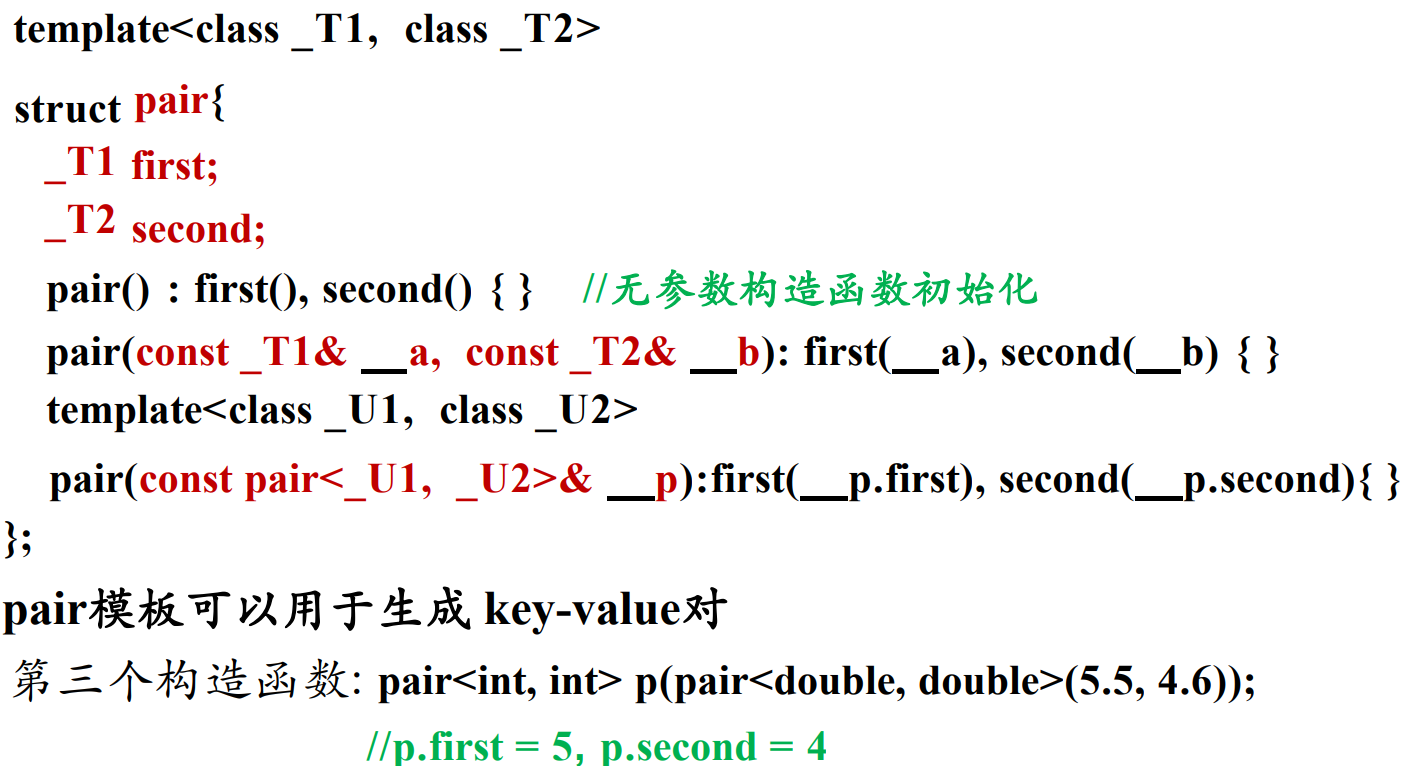 template<class _T1, class _T2>
struct pair{
_T1 first;
_T2 second;
pair() : first(), second() { } //无参数构造函数初始化
pair(const _T1& __a, const _T2& __b): first(__a), second(__b) { }
template<class _U1, class _U2>
pair(const pair<_U1, _U2>& __p):first(__p.first), second(__p.second){ }
};
pair模板可以用于生成 key-value对
第三个构造函数: pair<int, int> p(pair<double, double>(5.5, 4.6));
//p.first = 5, p.second = 4